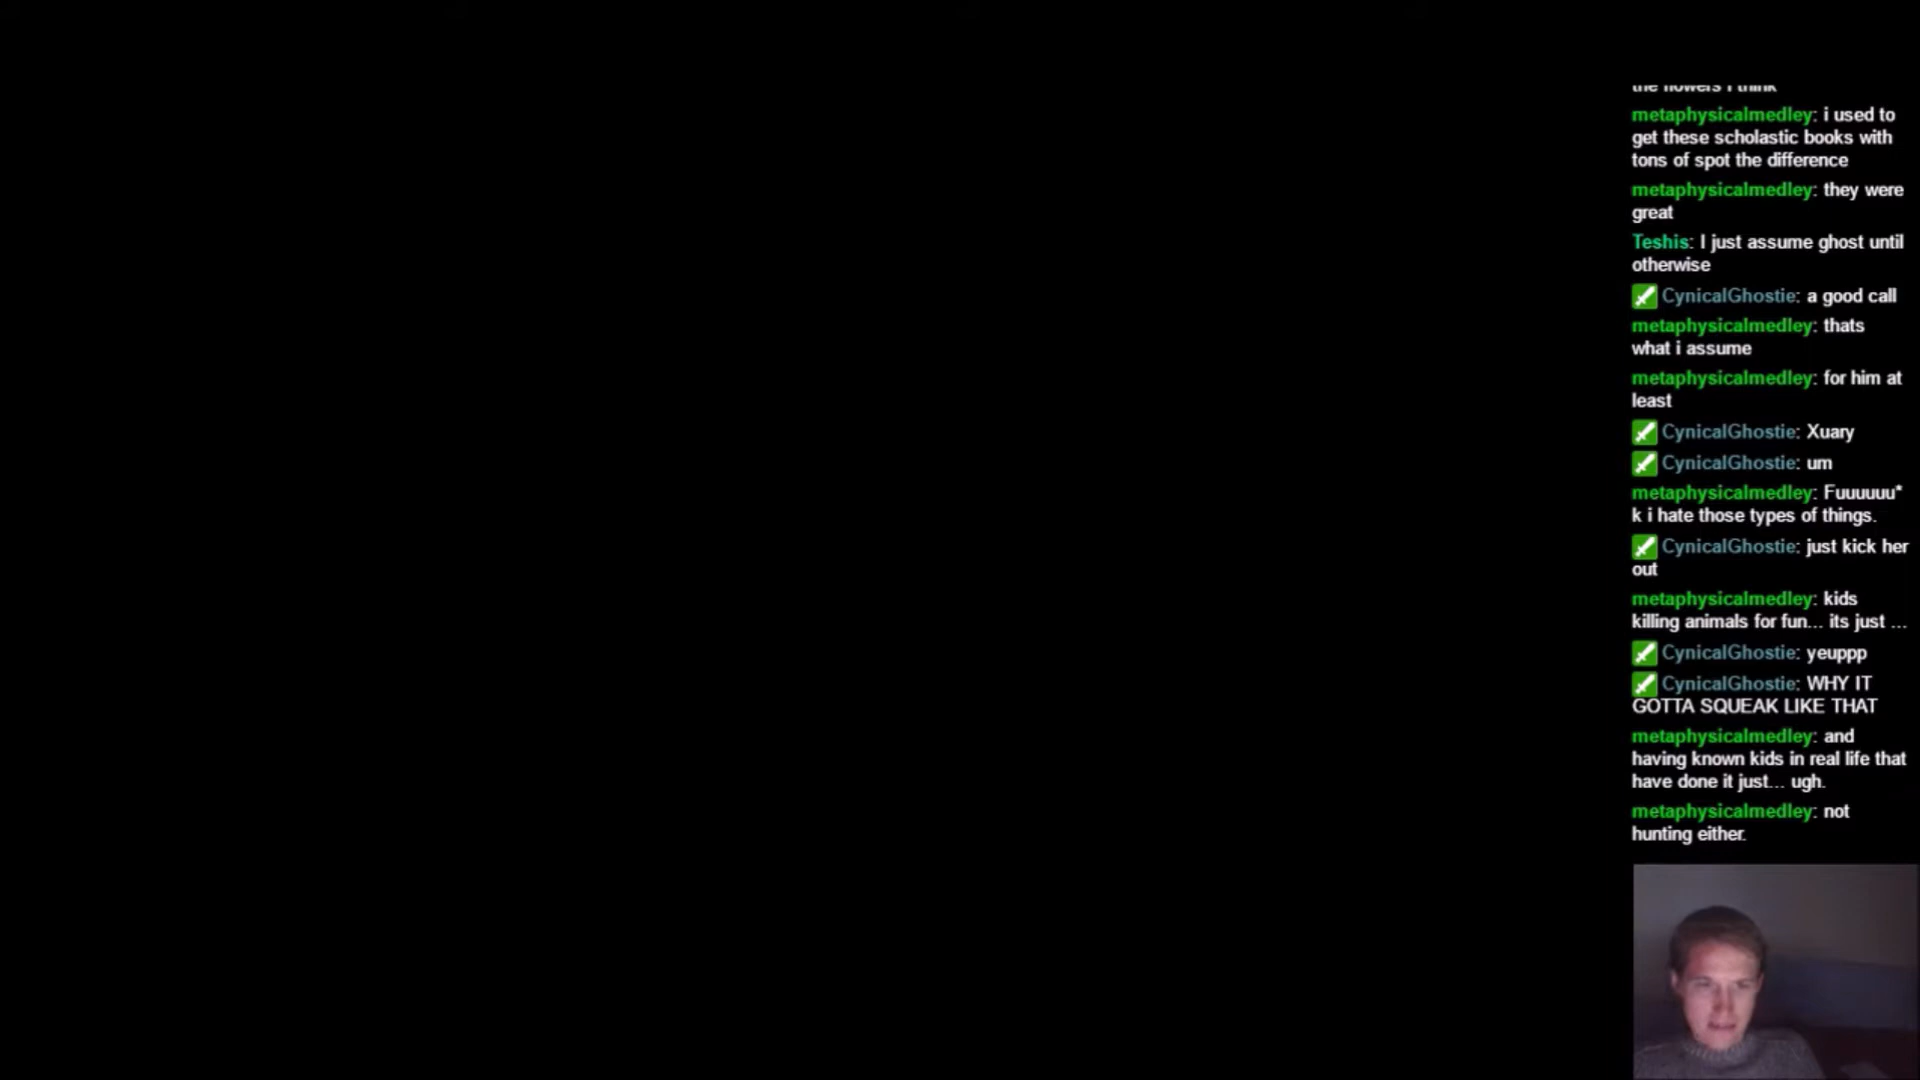 the flowers i think
metaphysicalmedley: i used to
get these scholastic books with
tons of spot the difference
metaphysicalmedley: they were
great
Teshis: I just assume ghost until
otherwise
CynicalGhostie: a good call
metaphysicalmedley: thats
what i assume
metaphysicalmedley: for him at
least
CynicalGhostie: Xuary
CynicalGhostie: um
metaphysicalmedley: Fuuuuuu*
k i hate those types of things.
CynicalGhostie: just kick her
out
metaphysicalmedley: kids
killing animals for fun... its just ...
CynicalGhostie: yeuppp
CynicalGhostie: WHY IT
GOTTA SQUEAK LIKE THAT
metaphysicalmedley: and
having known kids in real life that
have done it just... ugh.
metaphysicalmedley: not
hunting either.